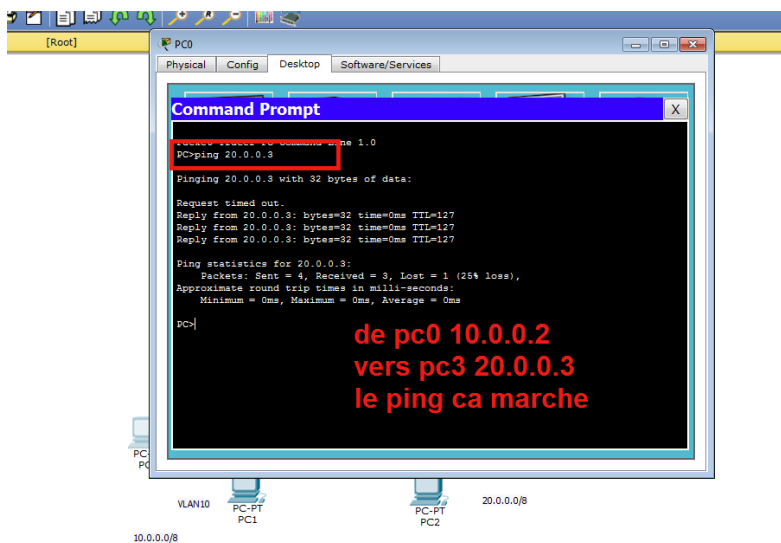 [Root]
PC0
Physical Config Desktop Software/Services
Command Prompt
X
PC>ping 20.0.0.3
Pinging 20.0.0.3 with 32 bytes of data:
Request timed out.
Reply from 20.0.0.3: bytes=32 time=0ms TTL=127
Reply from 20.0.0.3: bytes=32 time=0ms TTL=127
Reply from 20.0.0.3: bytes=32 time=0ms TTL=127
Ping statistics for 20.0.0.3:
Packets: Sent = 4, Received = 3, Lost = 1 (25% loss),
Approximate round trip times in milli-seconds:
Minimum = 0ms, Maximum = 0ms, Average = 0ms
PC>
de pc0 10.0.0.2
vers pc3 20.0.0.3
le ping ca marche
VLAN10
PC-PT
PC1
PC-PT
PC2
20.0.0.0/8
10.0.0.0/8